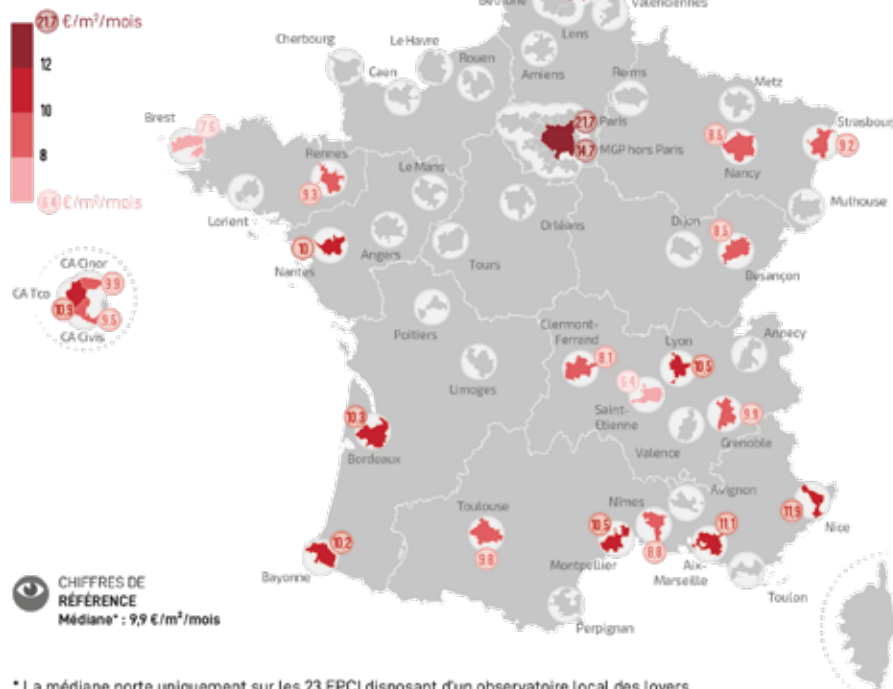 21.7 €/m²/mois
12
10
8
6.4 €/m²/mois
Béthune
Valenciennes
Lens
Cherbourg
Le Havre
Rouen
Caen
Amiens
Reims
Metz
Brest
7.6
21.7
Paris
14.7
MGP hors Paris
8.5
Nancy
Strasbourg
9.2
Rennes
9.3
Le Mans
Lorient
Orléans
Mulhouse
Dijon
8.5
Besançon
10
Nantes
Angers
Tours
CA Cinor
9.9
CA Tco
10.9
9.5
CA Civis
Poitiers
Limoges
Clermont-
Ferrand
8.1
Lyon
10.5
Annecy
6.4
Saint-
Etienne
Valence
9.9
Grenoble
10.3
Bordeaux
Toulouse
9.8
Nîmes
8.8
Avignon
10.5
Montpellier
11.1
Aix-
Marseille
11.9
Nice
Toulon
10.2
Bayonne
Perpignan
CHIFFRES DE
RÉFÉRENCE
Médiane* : 9,9 €/m²/mois
* La médiane porte uniquement sur les 23 EPCI disposant d'un observatoire local des loyers